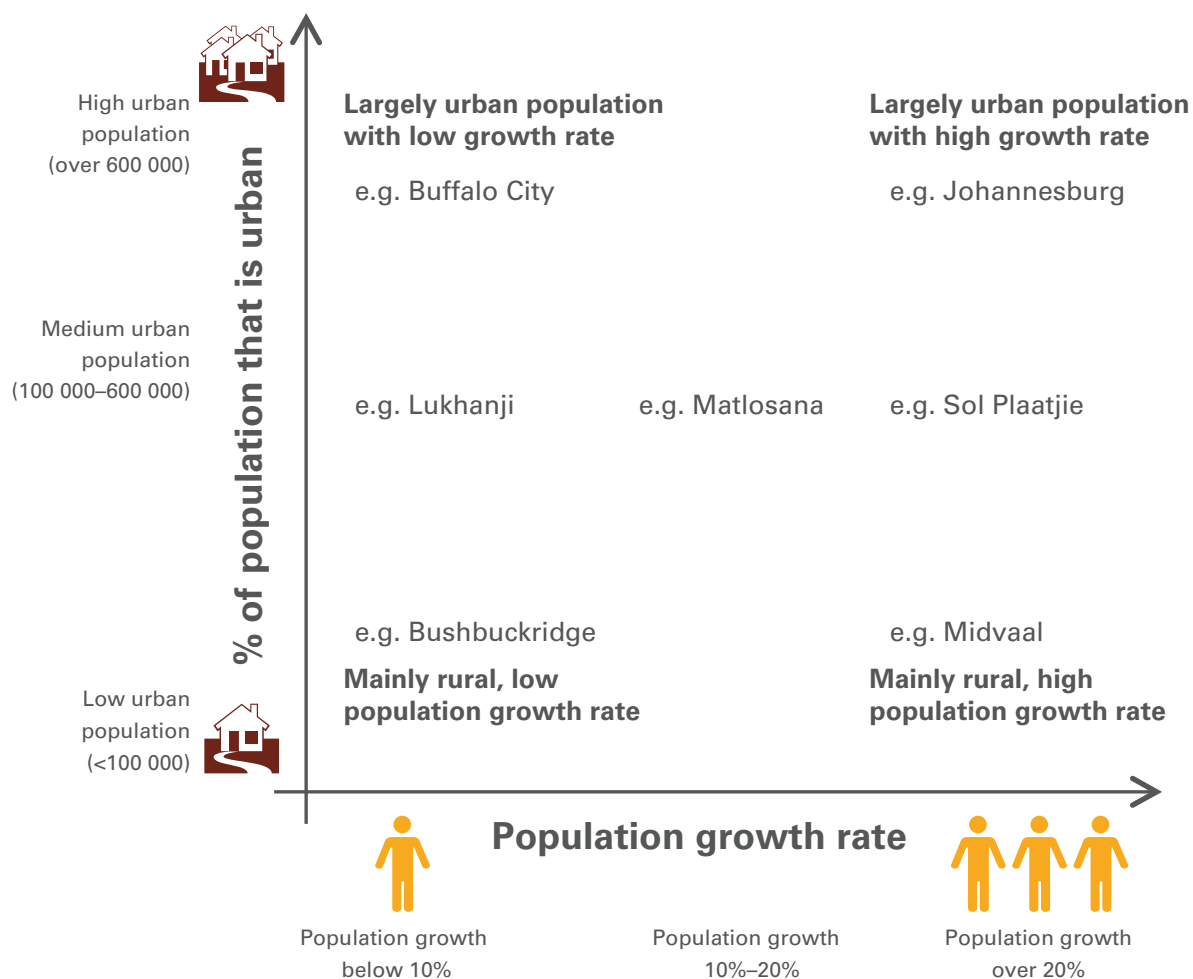 High urban
population
(over 600 000)
Largely urban population
with low growth rate
e.g. Buffalo City
Largely urban population
with high growth rate
e.g. Johannesburg
% of population that is urban
Medium urban
population
(100 000–600 000)
e.g. Lukhanji
e.g. Matlosana
e.g. Sol Plaatjie
e.g. Bushbuckridge
Mainly rural, low
population growth rate
e.g. Midvaal
Mainly rural, high
population growth rate
Low urban
population
(<100 000)
Population growth rate
Population growth
below 10%
Population growth
10%–20%
Population growth
over 20%